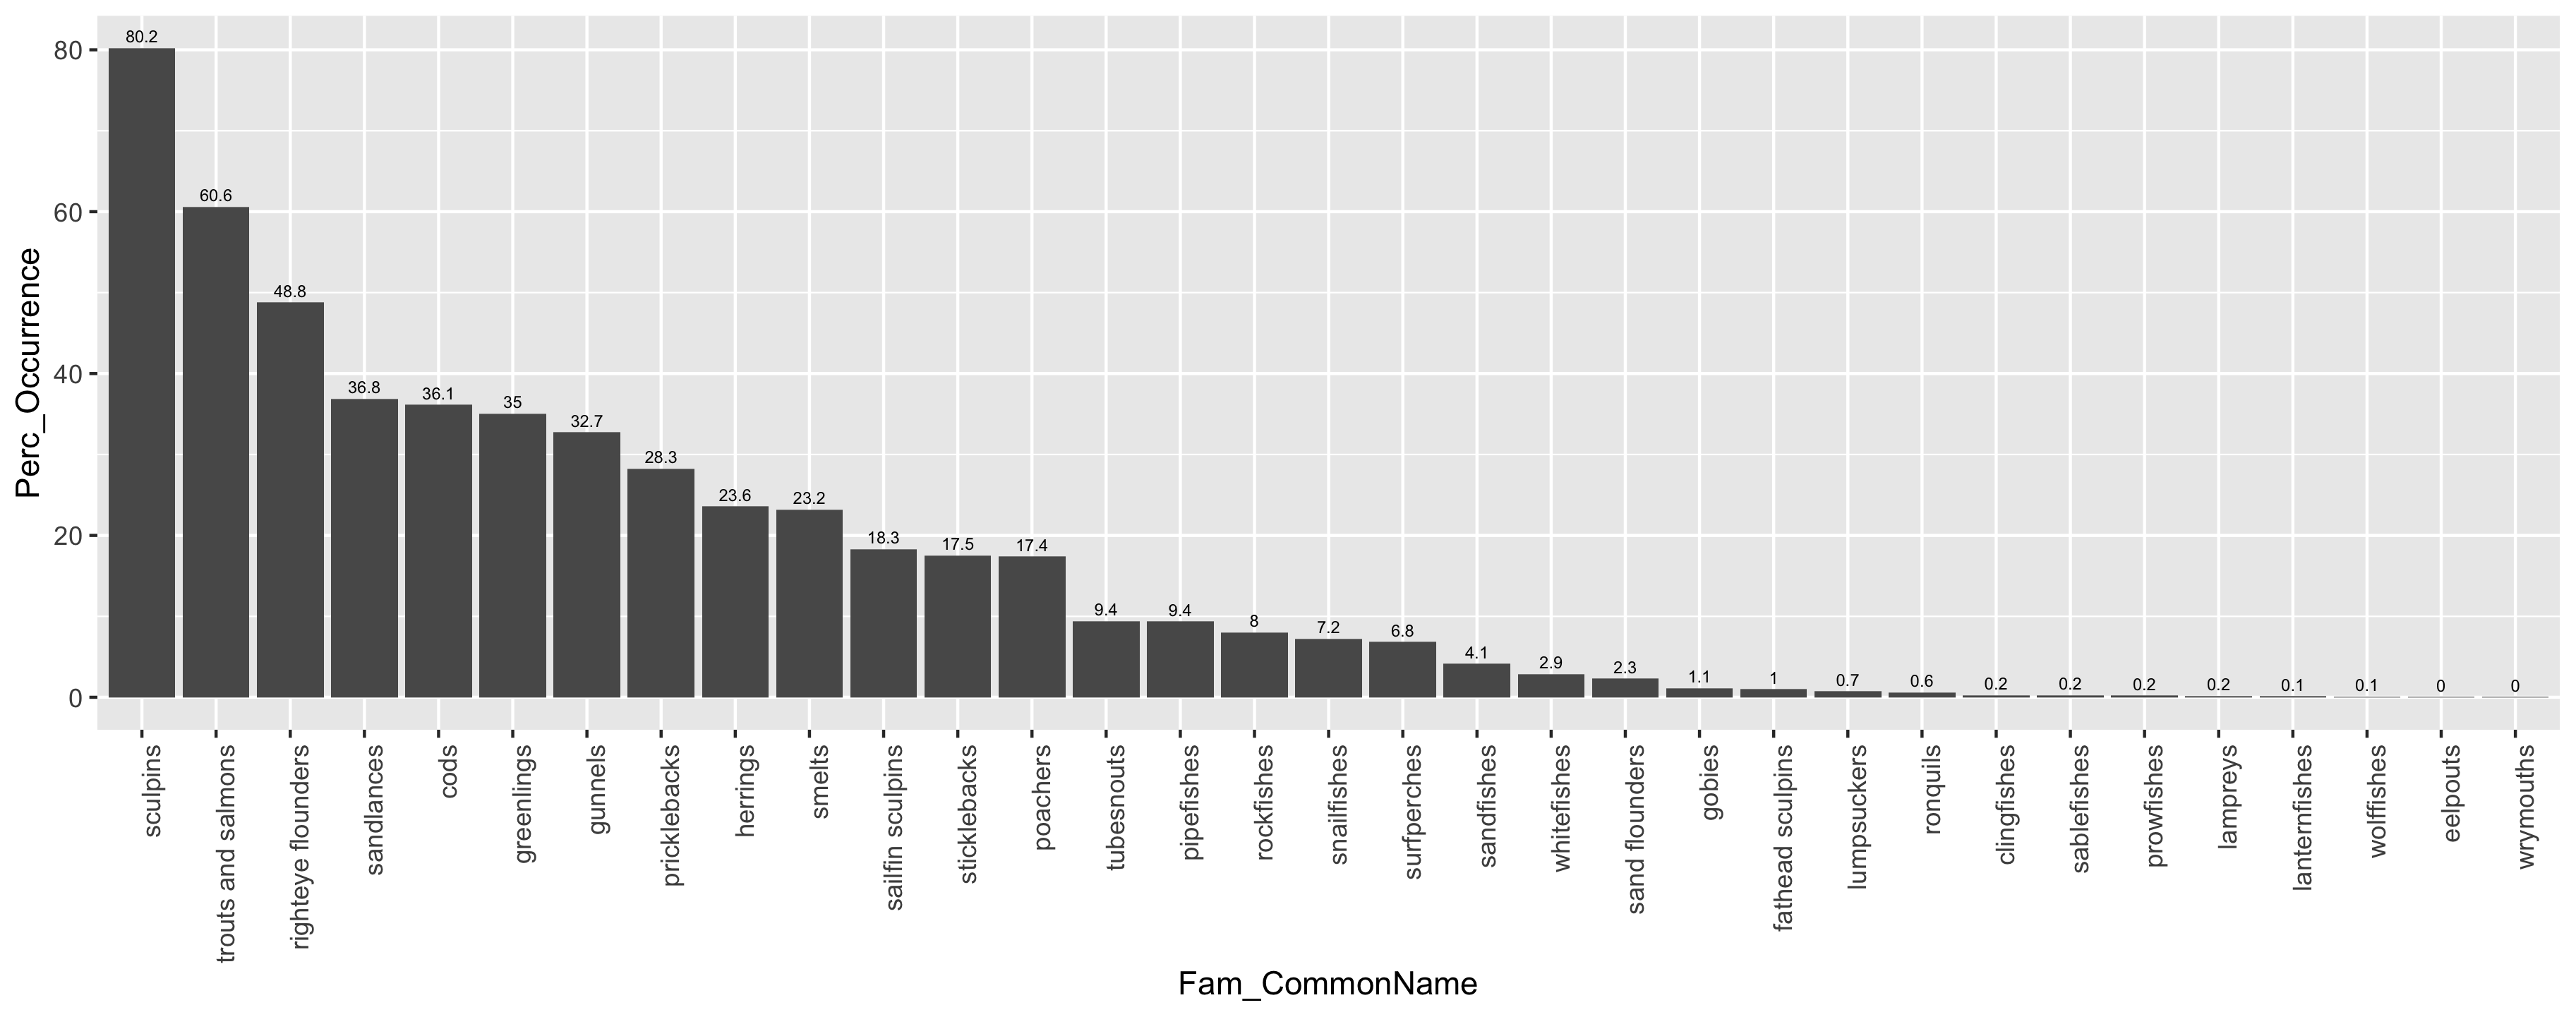 80.2
60.6
48.8
36.8
36.1
35
32.7
28.3
23.6
23.2
18.3
17.5
17.4
9.4
9.4
8
7.2
6.8
4.1
2.9
2.3
1.1
1
0.7
0.6
0.2
0.2
0.2
0.2
0.1
0.1
0
0
80
60
40
20
0
Perc_Occurrence
sculpins
trouts and salmons
righteye flounders
sandlances
cods
greenlings
gunnels
pricklebacks
herrings
smelts
sailfin sculpins
sticklebacks
poachers
tubesnouts
pipefishes
rockfishes
snailfishes
surfperches
sandfishes
whitefishes
sand flounders
gobies
fathead sculpins
lumpsuckers
ronquils
clingfishes
sablefishes
prowfishes
lampreys
lanternfishes
wolffishes
eelpouts
wrymouths
Fam_CommonName